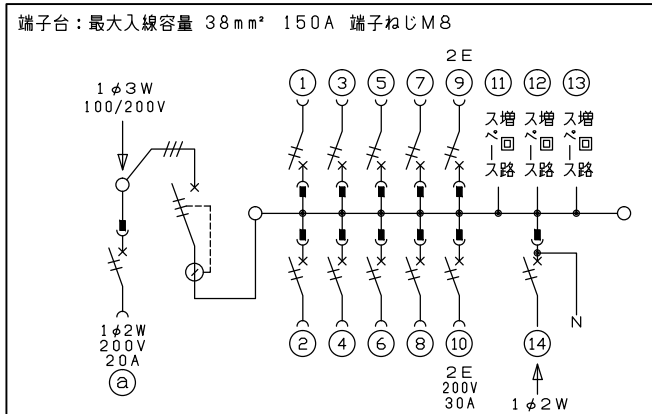 端子台：最大入線容量 38mm² 150A 端子ねじM8
1φ3W
100/200V
2E
1 3 5 7 9 11 12 13
増回路スペース 増回路スペース 増回路スペース
2 4 6 8 10 14
N
1φ2W
200V
20A
a
2E
200V
30A
1φ2W